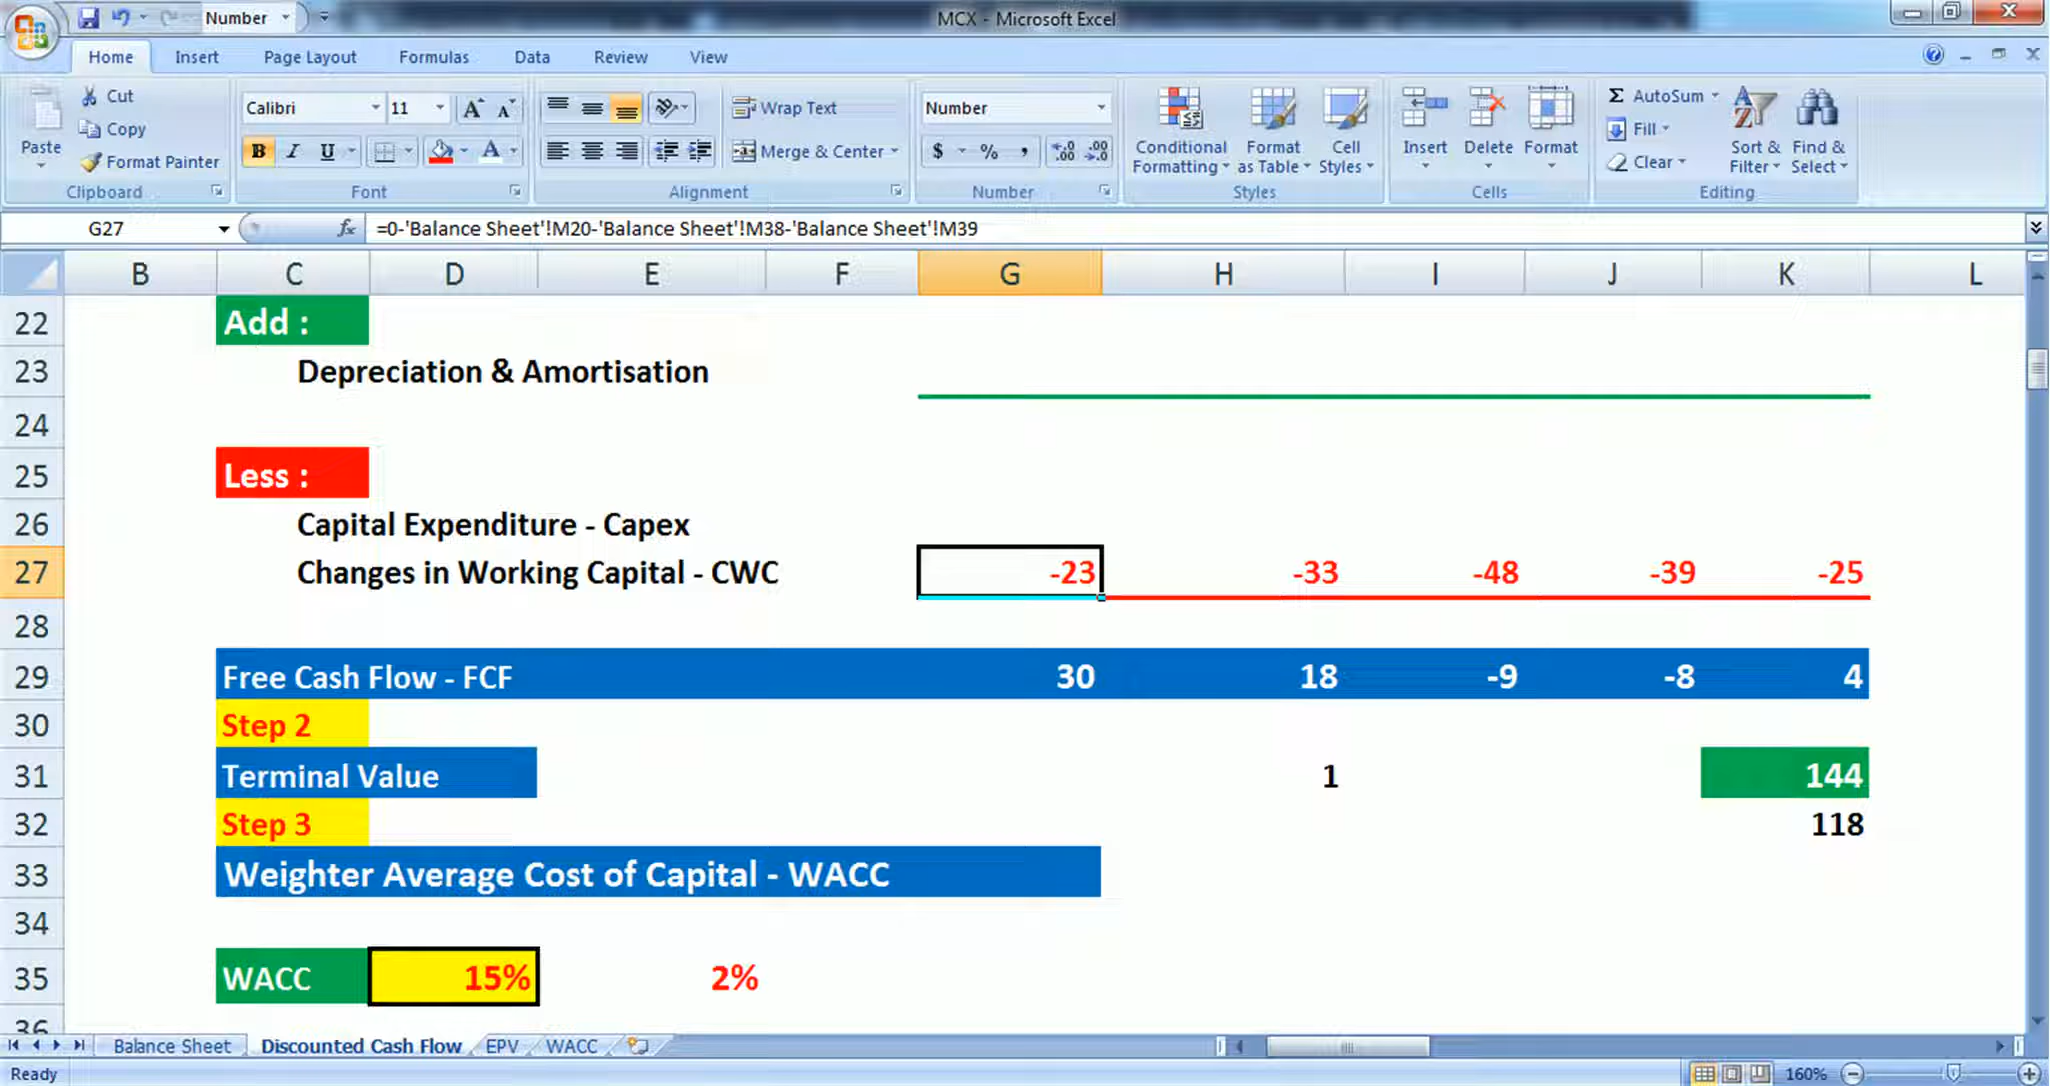 Number
MCX - Microsoft Excel
Home Insert Page Layout Formulas Data Review View
Paste
Cut
Copy
Format Painter
Clipboard
Calibri 11
B I U
Font
Wrap Text
Merge & Center
Alignment
Number
$ % ,
Number
Conditional Formatting
Format as Table
Cell Styles
Styles
Insert Delete Format
Cells
Σ AutoSum
Fill
Clear
Sort & Filter
Find & Select
Editing
G27 fx =0-'Balance Sheet'!M20-'Balance Sheet'!M38-'Balance Sheet'!M39
B C D E F G H I J K L
22 Add :
23 Depreciation & Amortisation
24
25 Less :
26 Capital Expenditure - Capex
27 Changes in Working Capital - CWC -23 -33 -48 -39 -25
28
29 Free Cash Flow - FCF 30 18 -9 -8 4
30 Step 2
31 Terminal Value 1 144
32 Step 3 118
33 Weighter Average Cost of Capital - WACC
34
35 WACC 15% 2%
36
Balance Sheet Discounted Cash Flow EPV WACC
Ready 160%